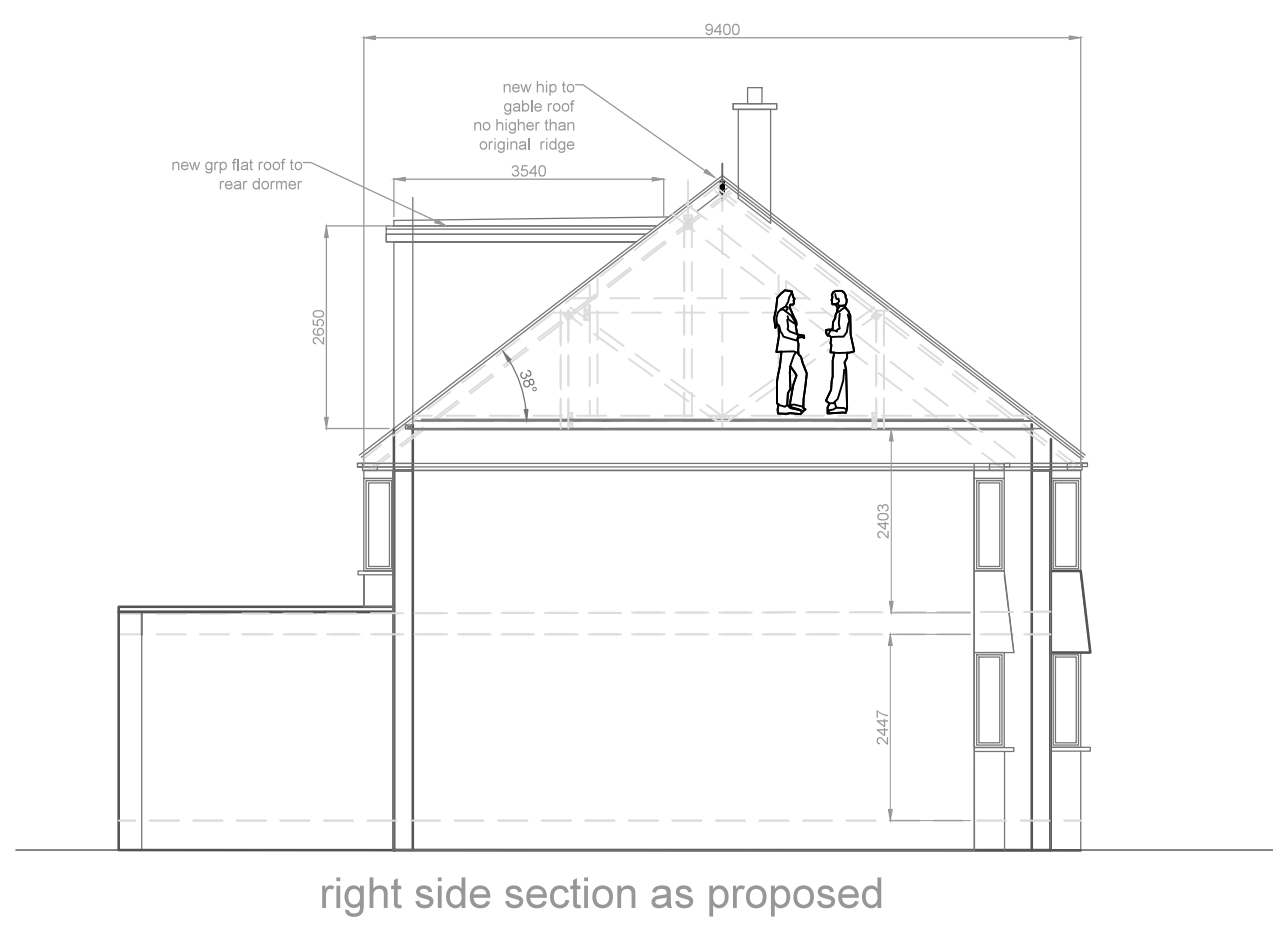 9400
new hip to
gable roof
no higher than
original ridge
new grp flat roof to
rear dormer
3540
2650
38°
2403
2447
right side section as proposed